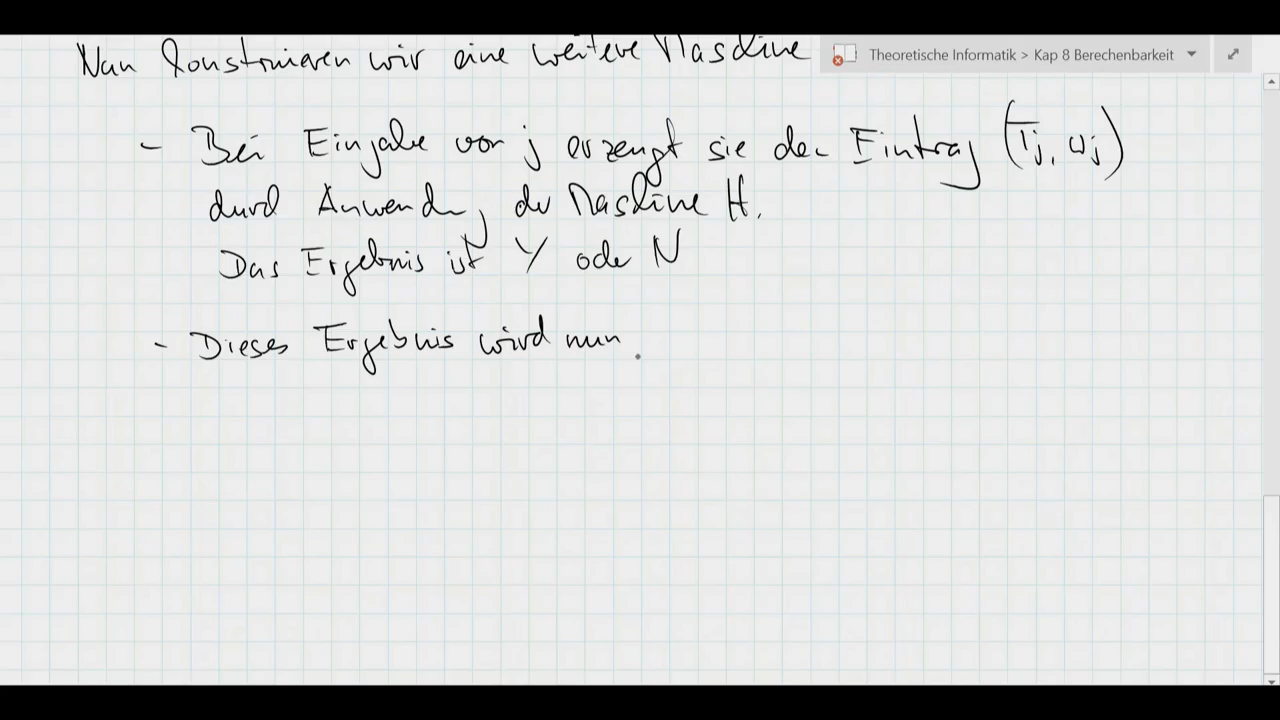 Nun konstruieren wir eine weitere Maschine
Theoretische Informatik > Kap 8 Berechenbarkeit
- Bei Eingabe von j erzeugt sie den Eintrag (Tj, wj)
durch Anwendung der Maschine H.
Das Ergebnis ist Y oder N
- Dieses Ergebnis wird nun